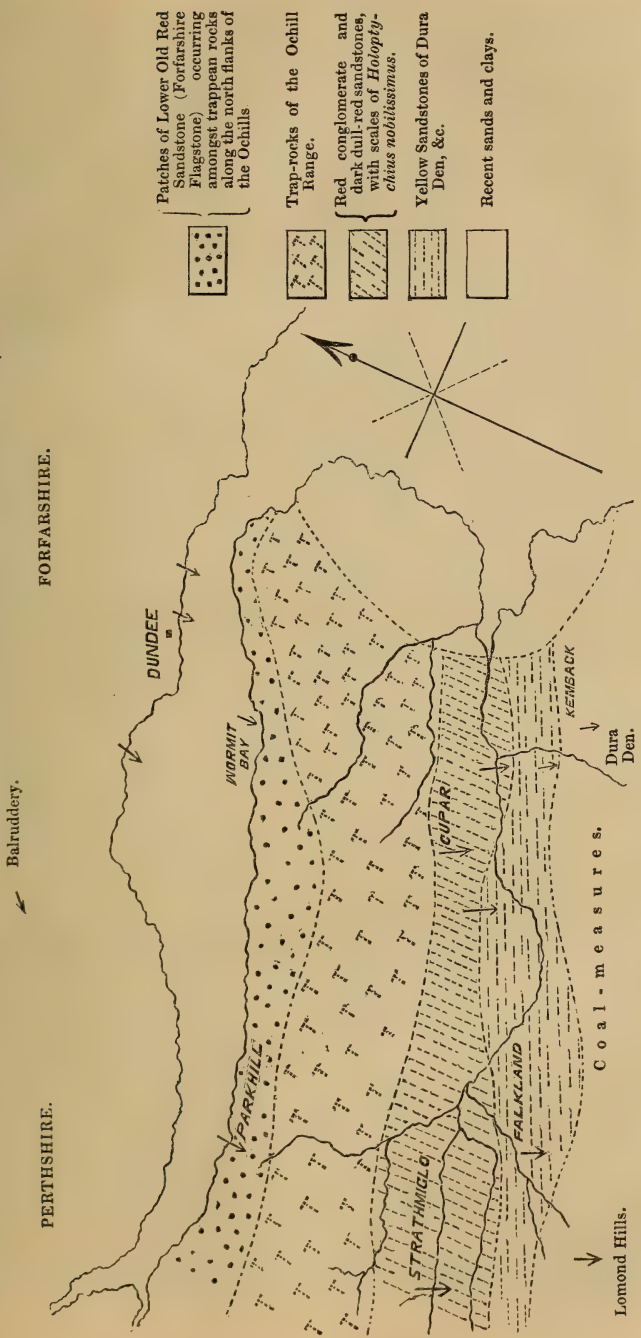 PERTHSHIRE.
FORFARSHIRE.
Balruddery.
DUNDEE
WORMIT
BAY
PARKHILL
CUPAR
STRATHMIGLO
FALKLAND
KEMBACK
Dura
Den.
Coal-measures.
Lomond Hills.
Patches of Lower Old Red
Sandstone (Forfarshire
Flagstone) occurring
amongst trappean rocks
along the north flanks of
the Ochills
Trap-rocks of the Ochill
Range.
Red conglomerate and
dark dull-red sandstones,
with scales of Holopty-
chius nobilissimus.
Yellow Sandstones of Dura
Den, &c.
Recent sands and clays.